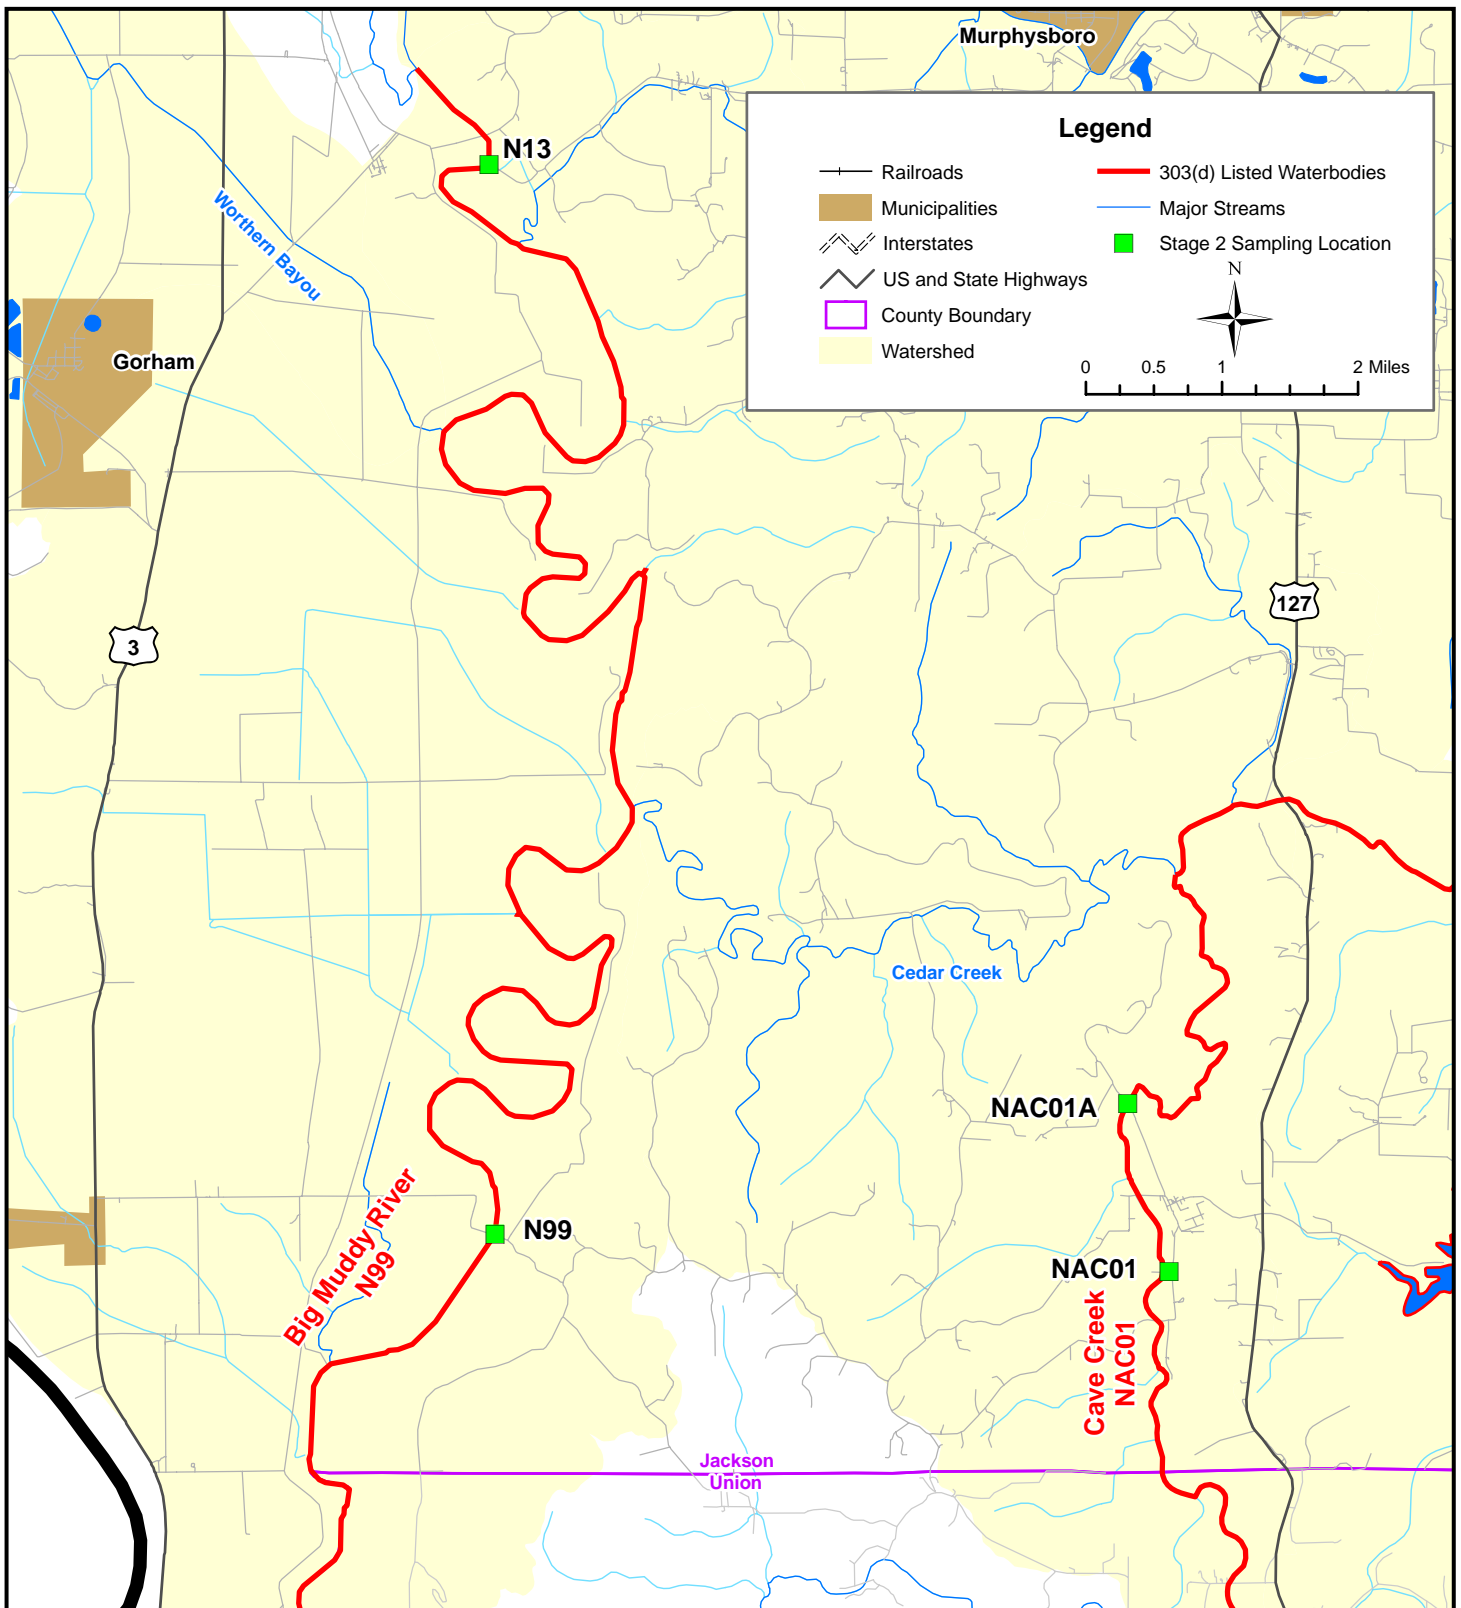 Murphysboro
Legend
Railroads
Municipalities
Interstates
US and State Highways
County Boundary
Watershed
303(d) Listed Waterbodies
Major Streams
Stage 2 Sampling Location
N
0 0.5 1 2 Miles
N13
Worthern Bayou
Gorham
3
127
Cedar Creek
NAC01A
N99
Big Muddy River
N99
NAC01
Cave Creek
NAC01
Jackson
Union